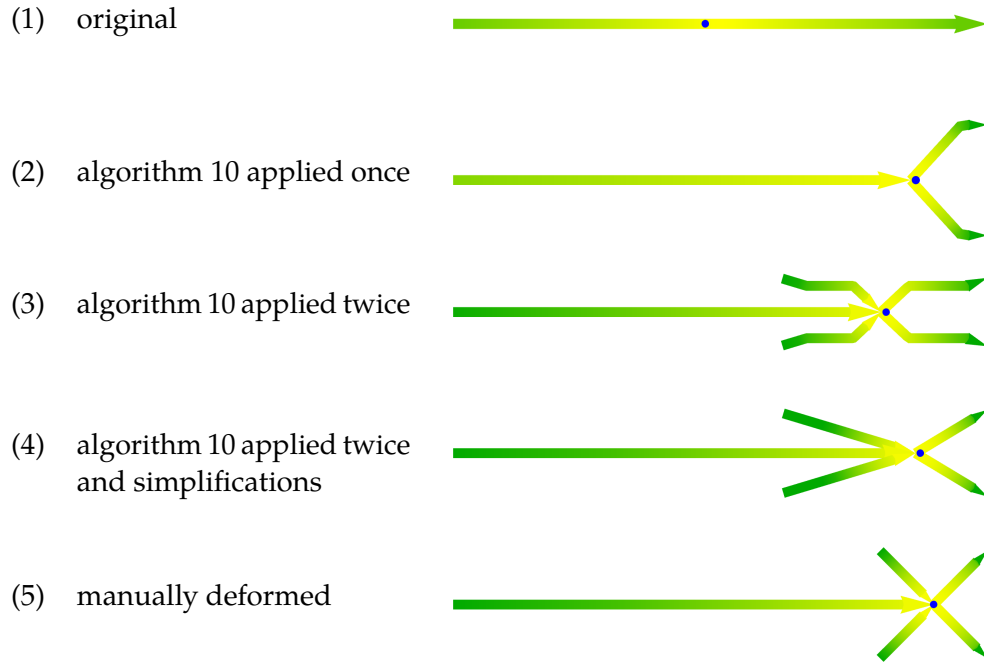 (1) original
(2) algorithm 10 applied once
(3) algorithm 10 applied twice
(4) algorithm 10 applied twice
and simplifications
(5) manually deformed